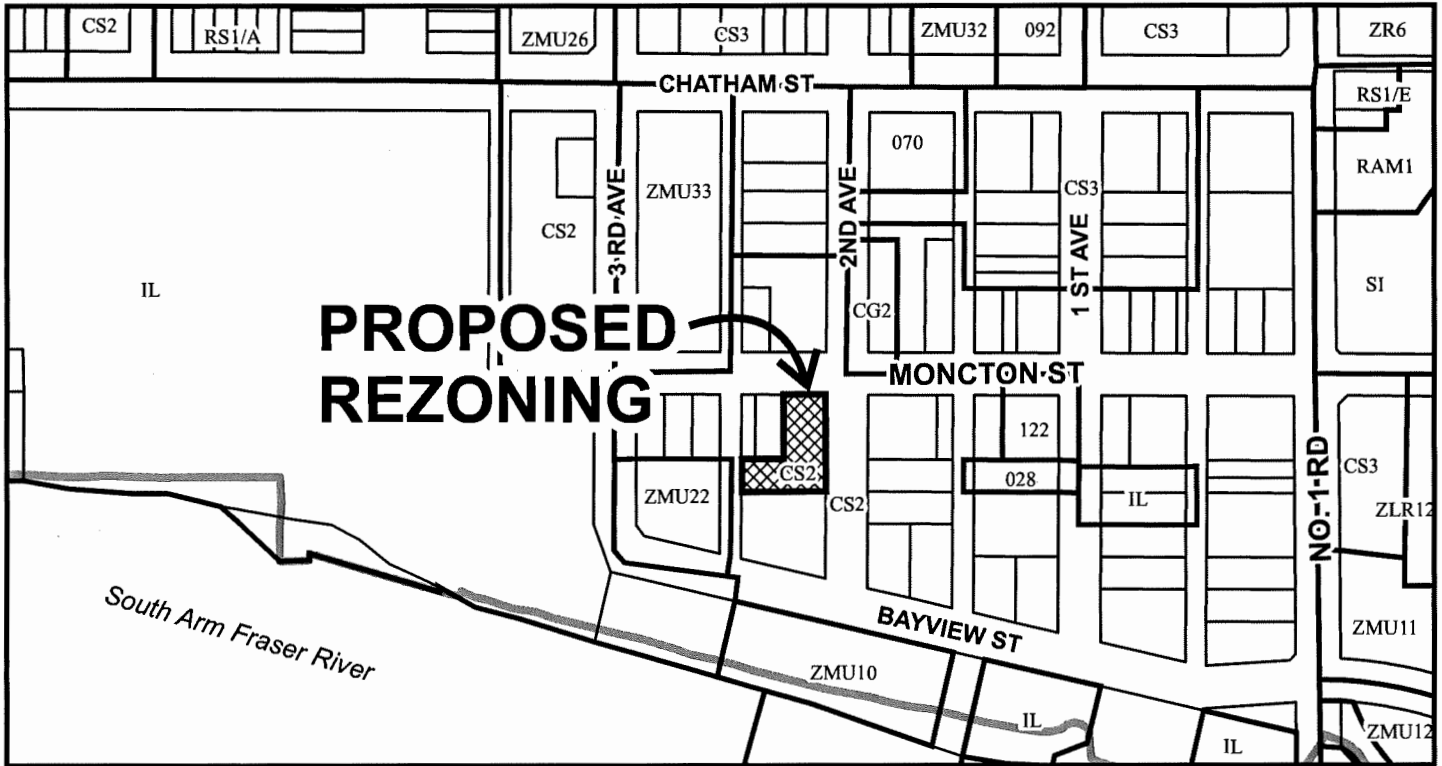 CS2
RS1/A
ZMU26
CS3
ZMU32
092
CS3
ZR6
CHATHAM ST
RS1/E
RAM1
070
ZMU33
CS3
3 RD AVE
2ND AVE
1 ST AVE
CS2
IL
SI
CG2
PROPOSED
REZONING
MONCTON ST
122
CS2
028
IL
ZMU22
CS2
NO. 1 RD
CS3
ZLR12
South Arm Fraser River
BAYVIEW ST
ZMU11
ZMU10
IL
IL
ZMU12